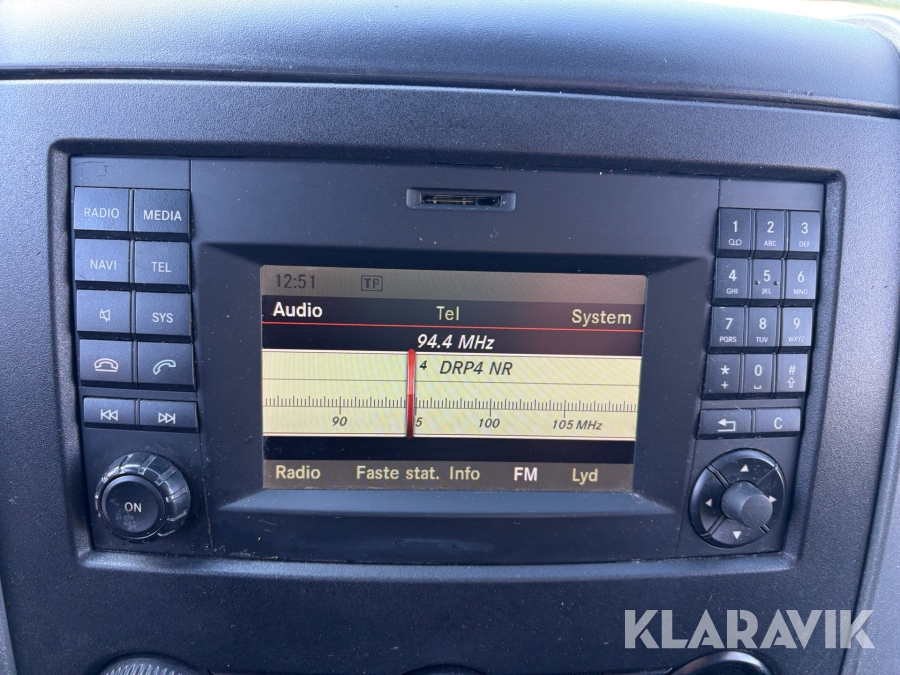 RADIO MEDIA
NAVI TEL
SYS
ON
12:51 TP
Audio Tel System
94.4 MHz
4 DRP4 NR
90 5 100 105 MHz
Radio Faste stat. Info FM Lyd
1 2 ABC 3 DEF
4 GHI 5 JKL 6 MNO
7 PQRS 8 TUV 9 WXYZ
* + 0 #
C
KLARAVIK